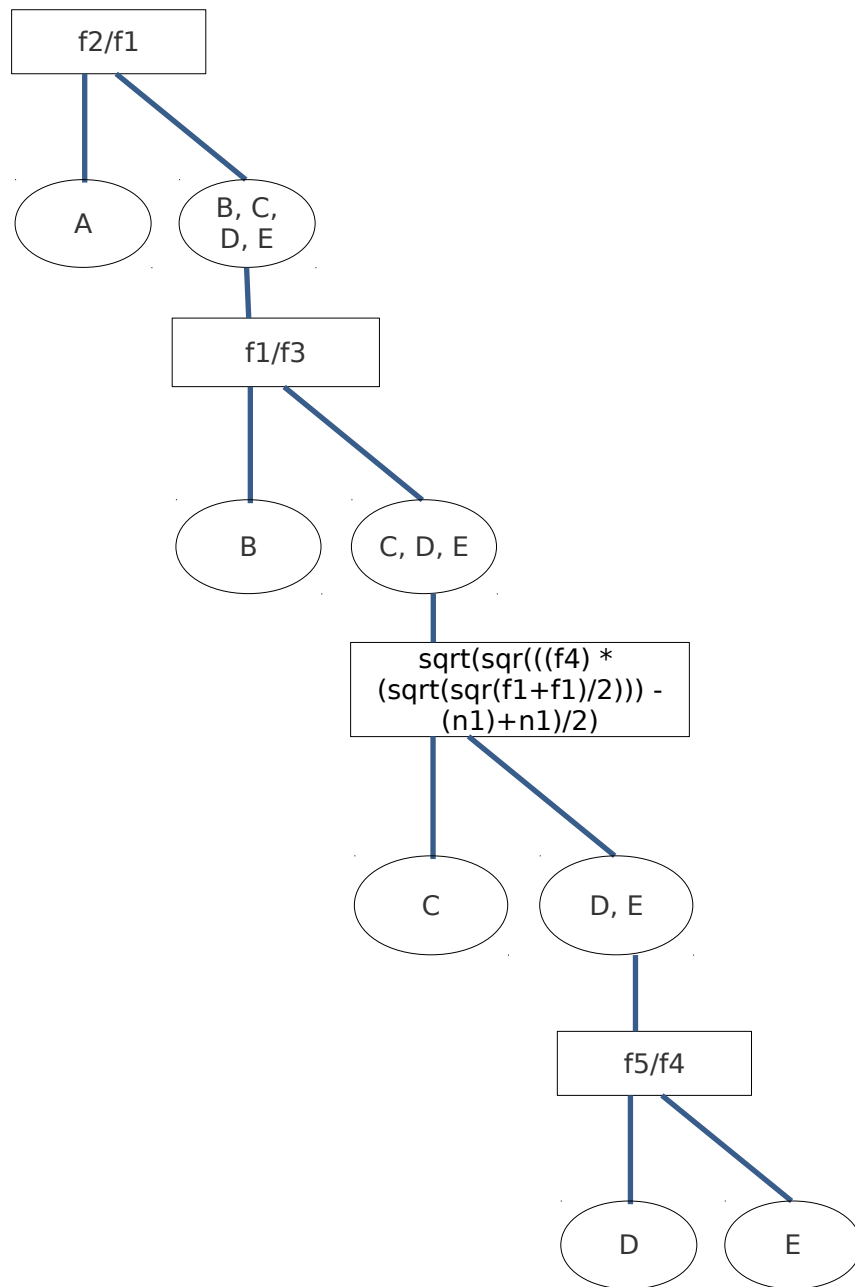 f2/f1
A
B, C,
D, E
f1/f3
B
C, D, E
sqrt(sqr(((f4) *
(sqrt(sqr(f1+f1)/2))) -
(n1)+n1)/2)
C
D, E
f5/f4
D
E